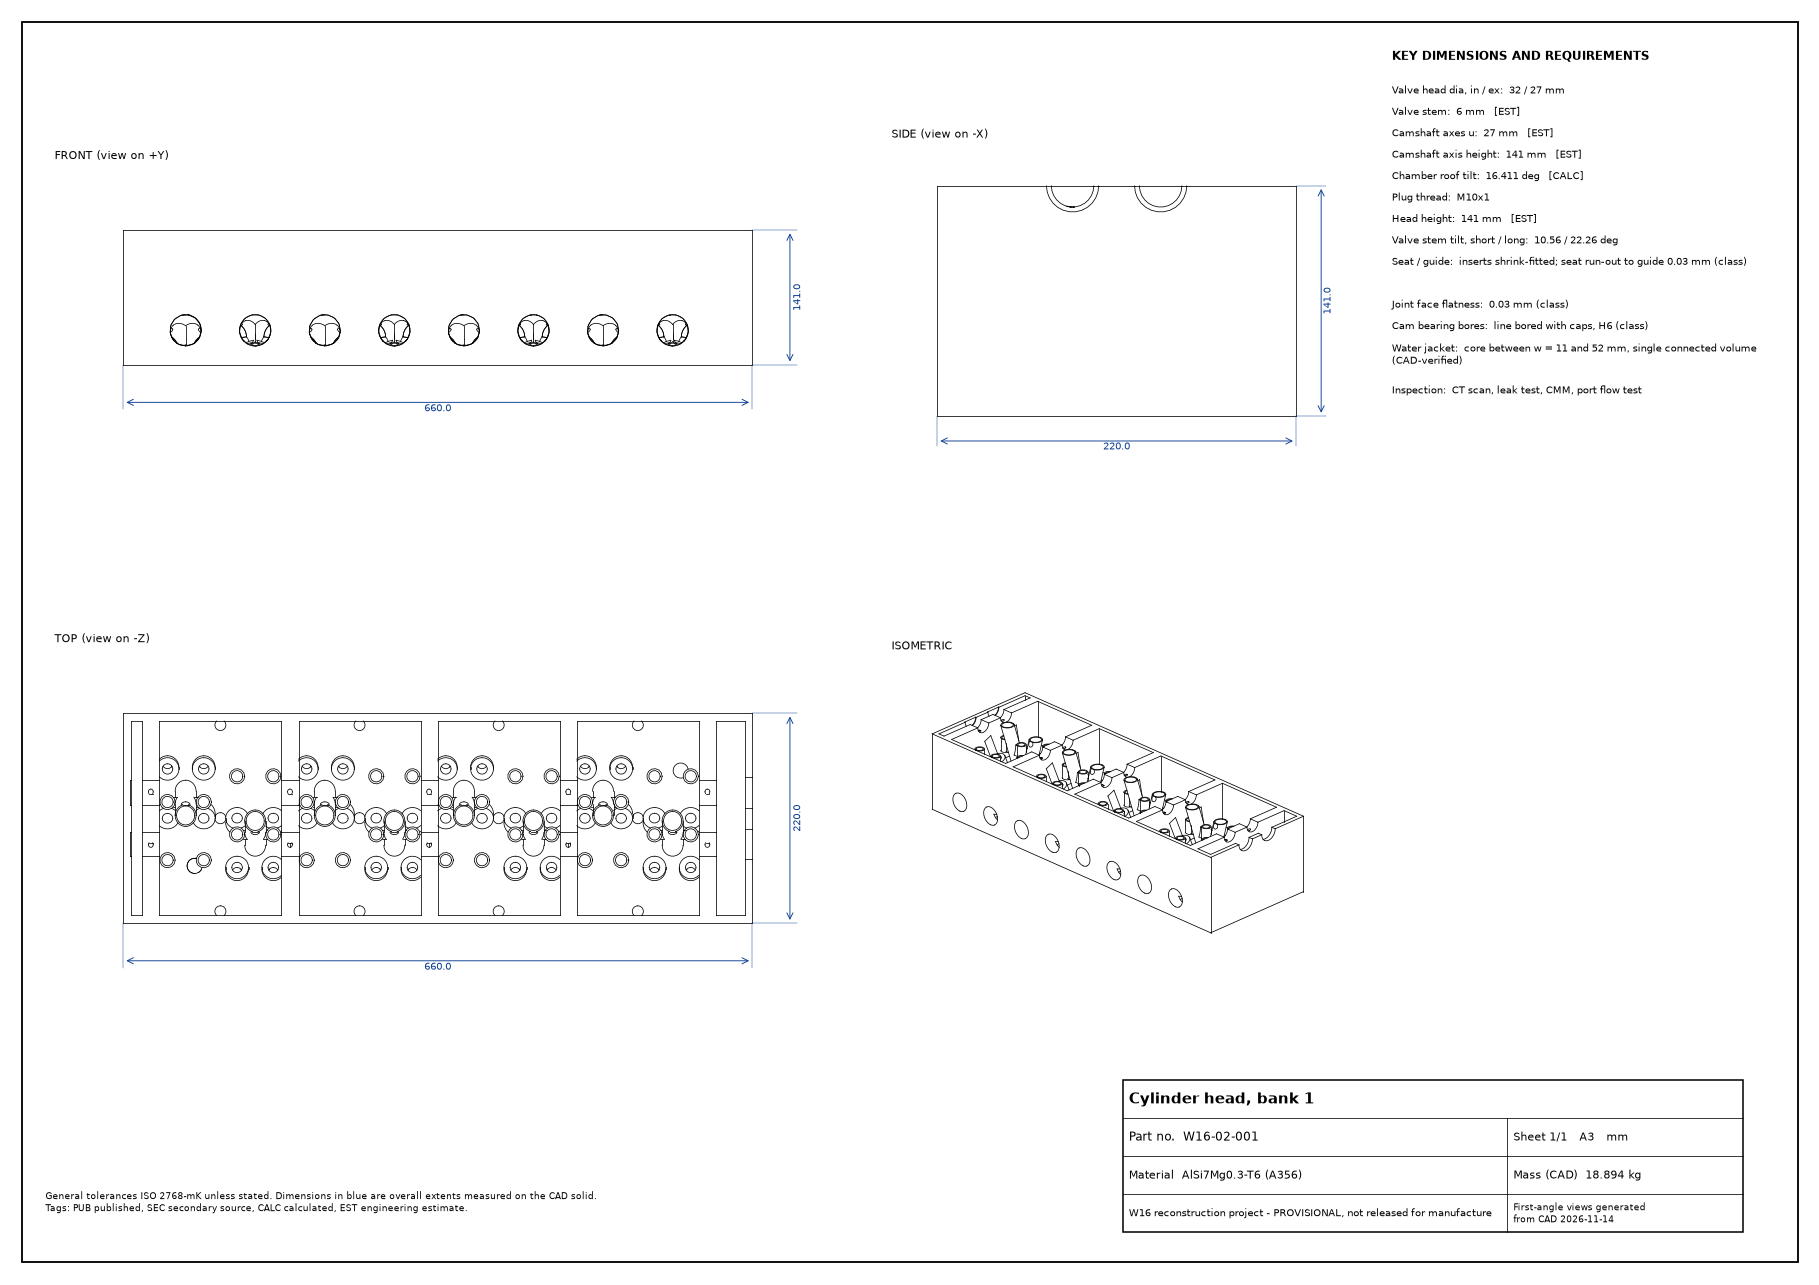 KEY DIMENSIONS AND REQUIREMENTS
Valve head dia, in / ex:  32 / 27 mm
Valve stem:  6 mm   [EST]
Camshaft axes u:  27 mm   [EST]
Camshaft axis height:  141 mm   [EST]
Chamber roof tilt:  16.411 deg   [CALC]
Plug thread:  M10x1
Head height:  141 mm   [EST]
Valve stem tilt, short / long:  10.56 / 22.26 deg
Seat / guide:  inserts shrink-fitted; seat run-out to guide 0.03 mm (class)
Joint face flatness:  0.03 mm (class)
Cam bearing bores:  line bored with caps, H6 (class)
Water jacket:  core between w = 11 and 52 mm, single connected volume
(CAD-verified)
Inspection:  CT scan, leak test, CMM, port flow test
FRONT (view on +Y)
141.0
660.0
SIDE (view on -X)
141.0
220.0
TOP (view on -Z)
220.0
660.0
ISOMETRIC
Cylinder head, bank 1
Part no.  W16-02-001
Sheet 1/1   A3   mm
Material  AlSi7Mg0.3-T6 (A356)
Mass (CAD)  18.894 kg
W16 reconstruction project - PROVISIONAL, not released for manufacture
First-angle views generated
from CAD 2026-11-14
General tolerances ISO 2768-mK unless stated. Dimensions in blue are overall extents measured on the CAD solid.
Tags: PUB published, SEC secondary source, CALC calculated, EST engineering estimate.